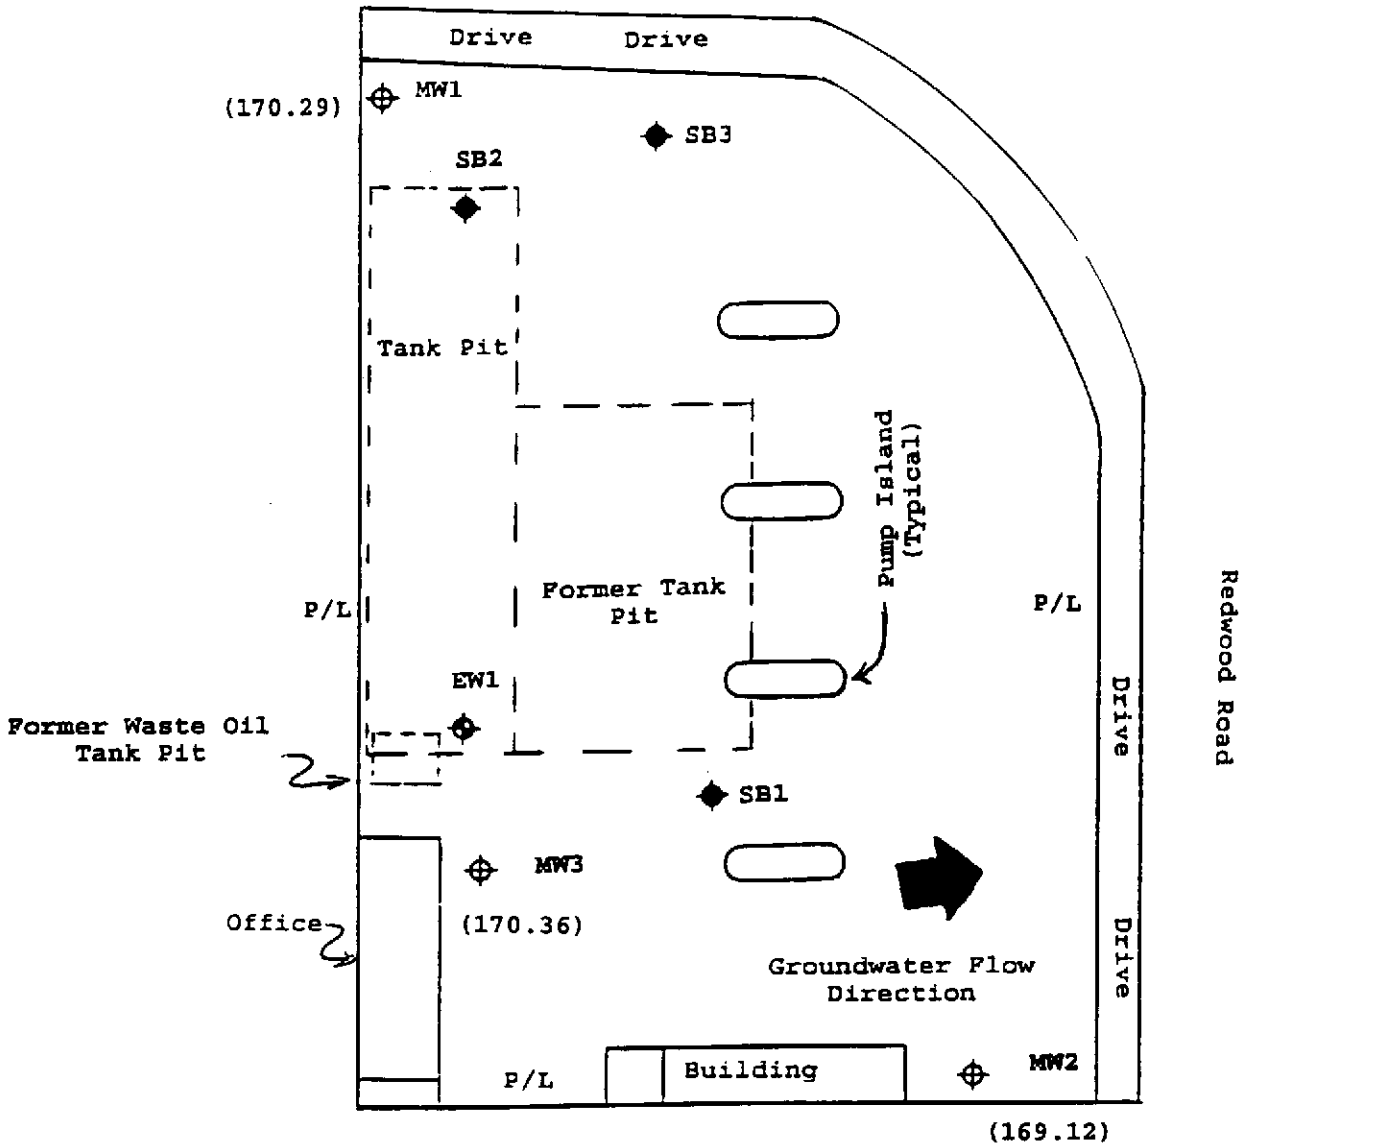 Drive Drive
MW1
(170.29)
SB3
SB2
Tank Pit
Pump Island
(Typical)
Former Tank
Pit
P/L
P/L
Redwood Road
EW1
Former Waste Oil
Tank Pit
Drive
SB1
MW3
(170.36)
Office
Drive
Groundwater Flow
Direction
MW2
Building
P/L
(169.12)